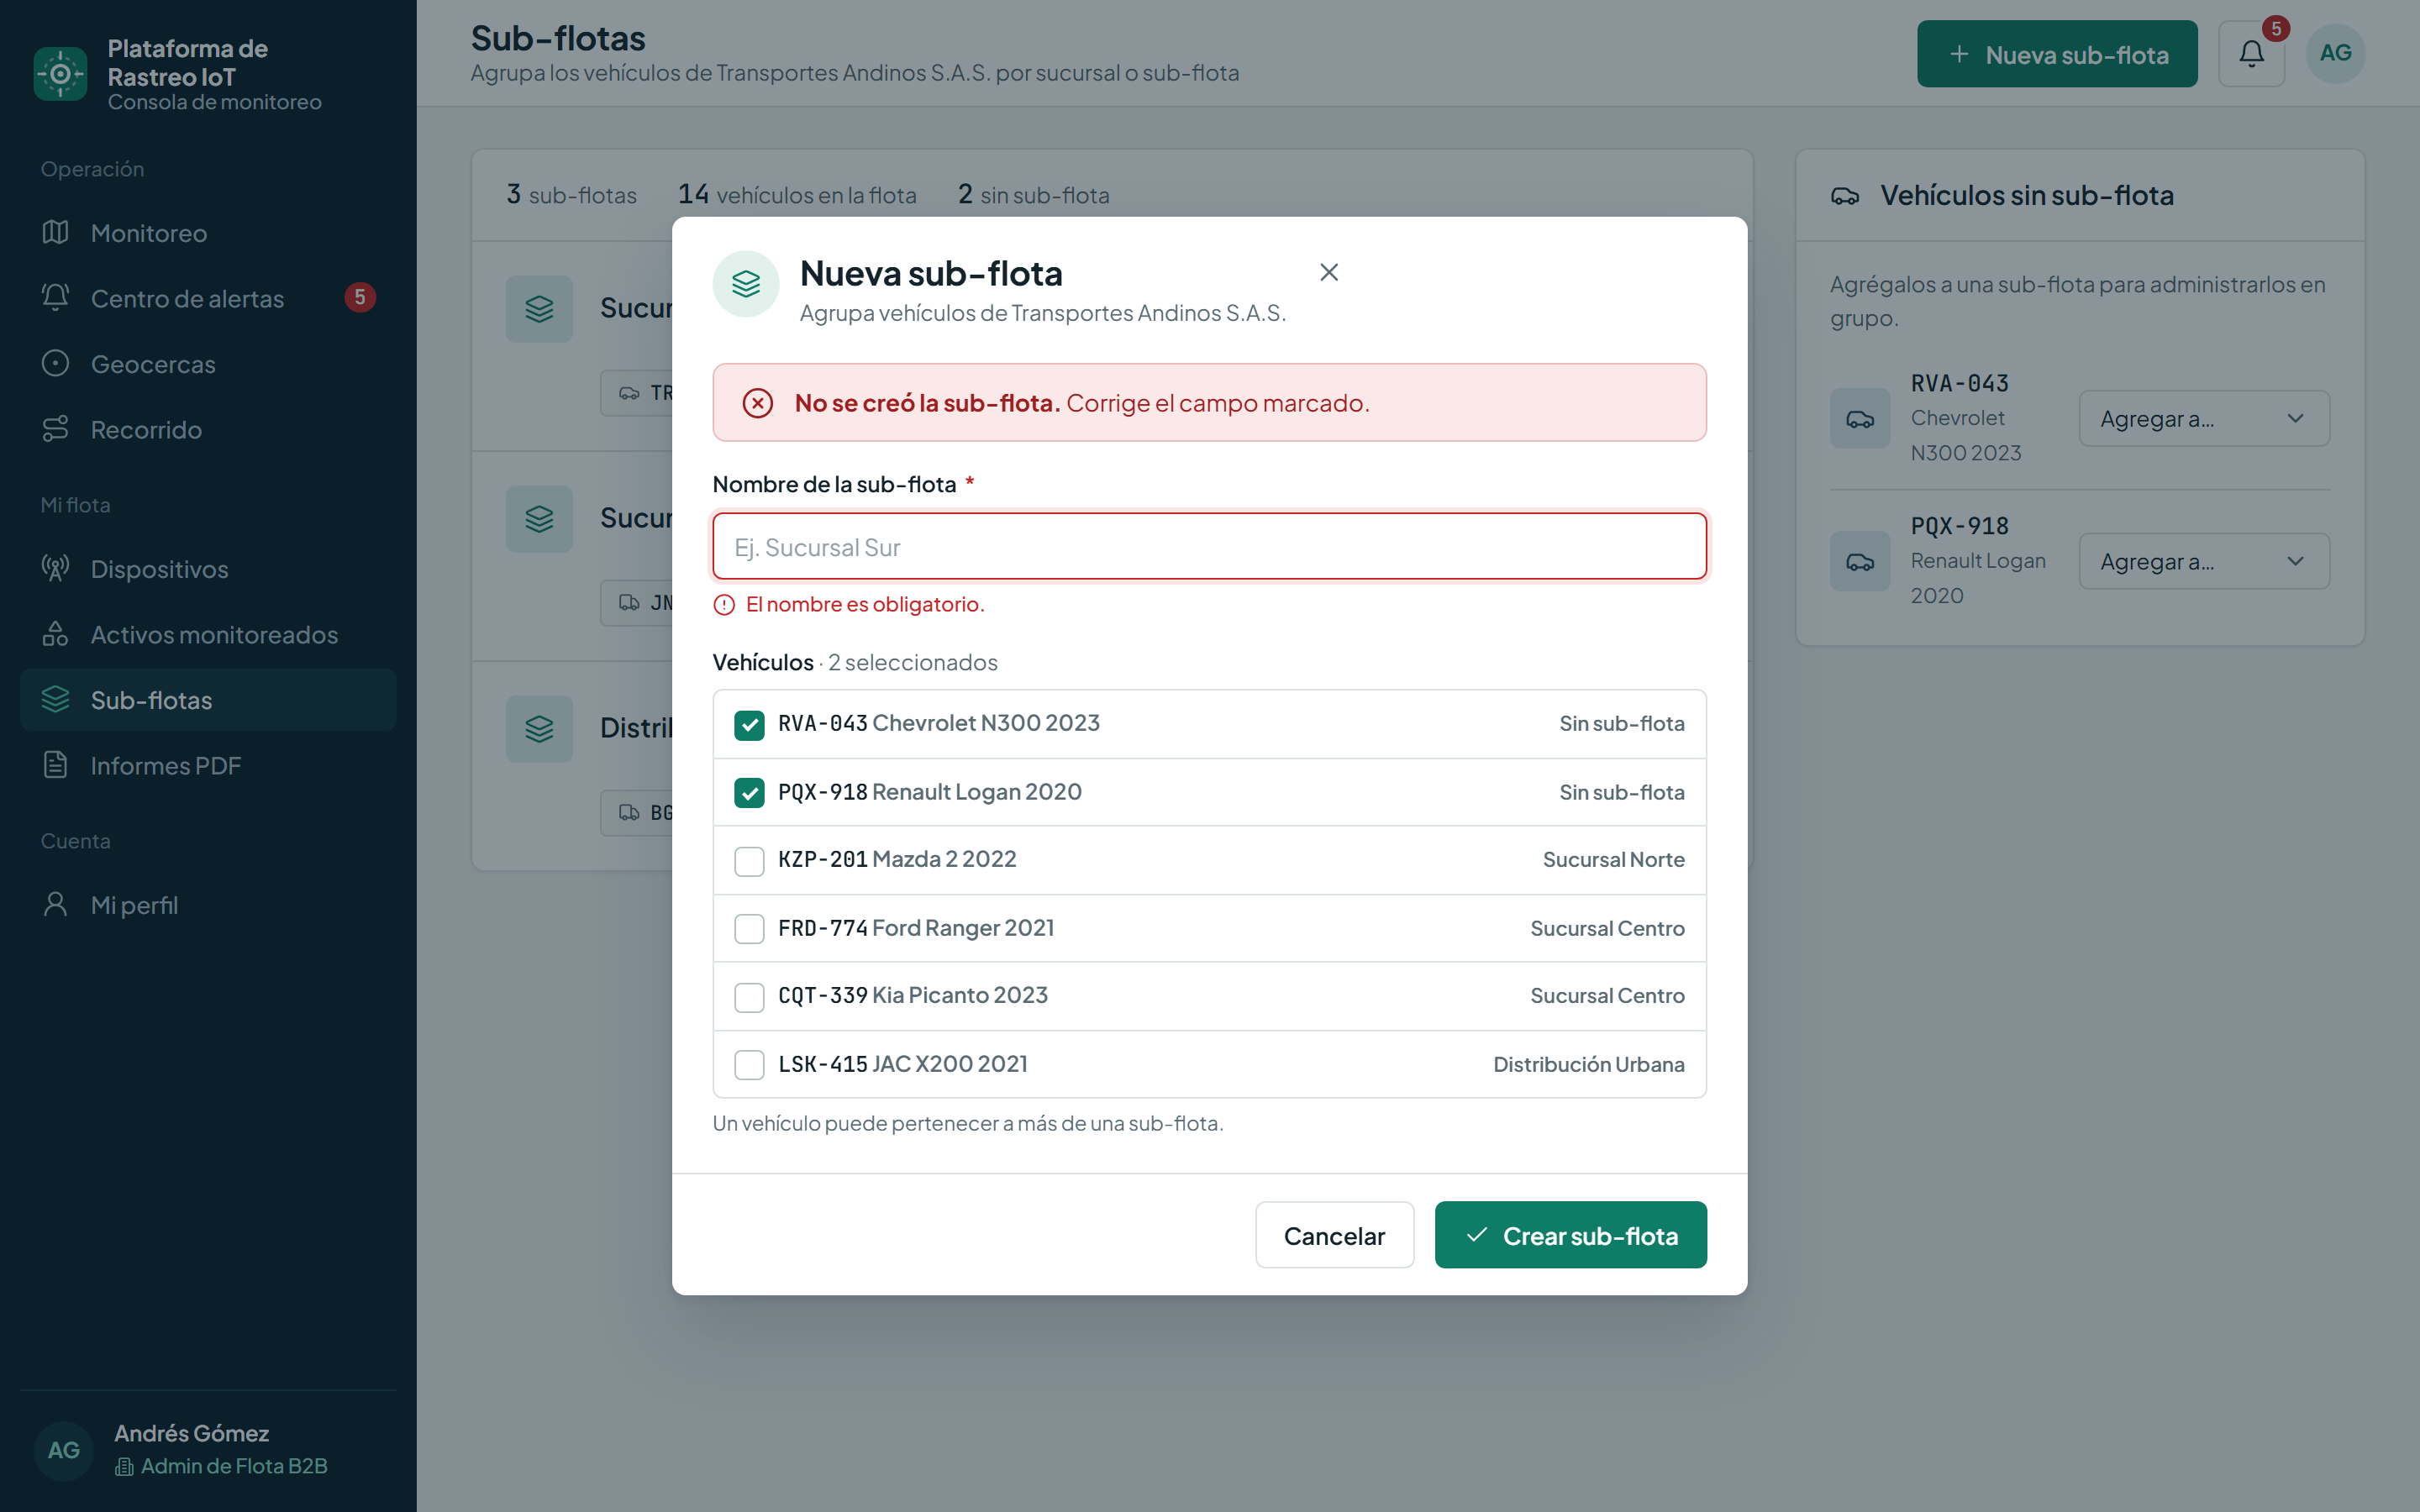 Plataforma de
Rastreo IoT
Consola de monitoreo
Operación
Monitoreo
Centro de alertas 5
Geocercas
Recorrido
Mi flota
Dispositivos
Activos monitoreados
Sub-flotas
Informes PDF
Cuenta
Mi perfil
AG
Andrés Gómez
Admin de Flota B2B
Sub-flotas
Agrupa los vehículos de Transportes Andinos S.A.S. por sucursal o sub-flota
Nueva sub-flota
5
AG
3 sub-flotas 14 vehículos en la flota 2 sin sub-flota
Vehículos sin sub-flota
Agrégalos a una sub-flota para administrarlos en
grupo.
RVA-043
Chevrolet
N300 2023
Agregar a...
PQX-918
Renault Logan
2020
Agregar a...
Nueva sub-flota
Agrupa vehículos de Transportes Andinos S.A.S.
No se creó la sub-flota. Corrige el campo marcado.
Nombre de la sub-flota *
Ej. Sucursal Sur
El nombre es obligatorio.
Vehículos · 2 seleccionados
RVA-043 Chevrolet N300 2023 Sin sub-flota
PQX-918 Renault Logan 2020 Sin sub-flota
KZP-201 Mazda 2 2022 Sucursal Norte
FRD-774 Ford Ranger 2021 Sucursal Centro
CQT-339 Kia Picanto 2023 Sucursal Centro
LSK-415 JAC X200 2021 Distribución Urbana
Un vehículo puede pertenecer a más de una sub-flota.
Cancelar
Crear sub-flota